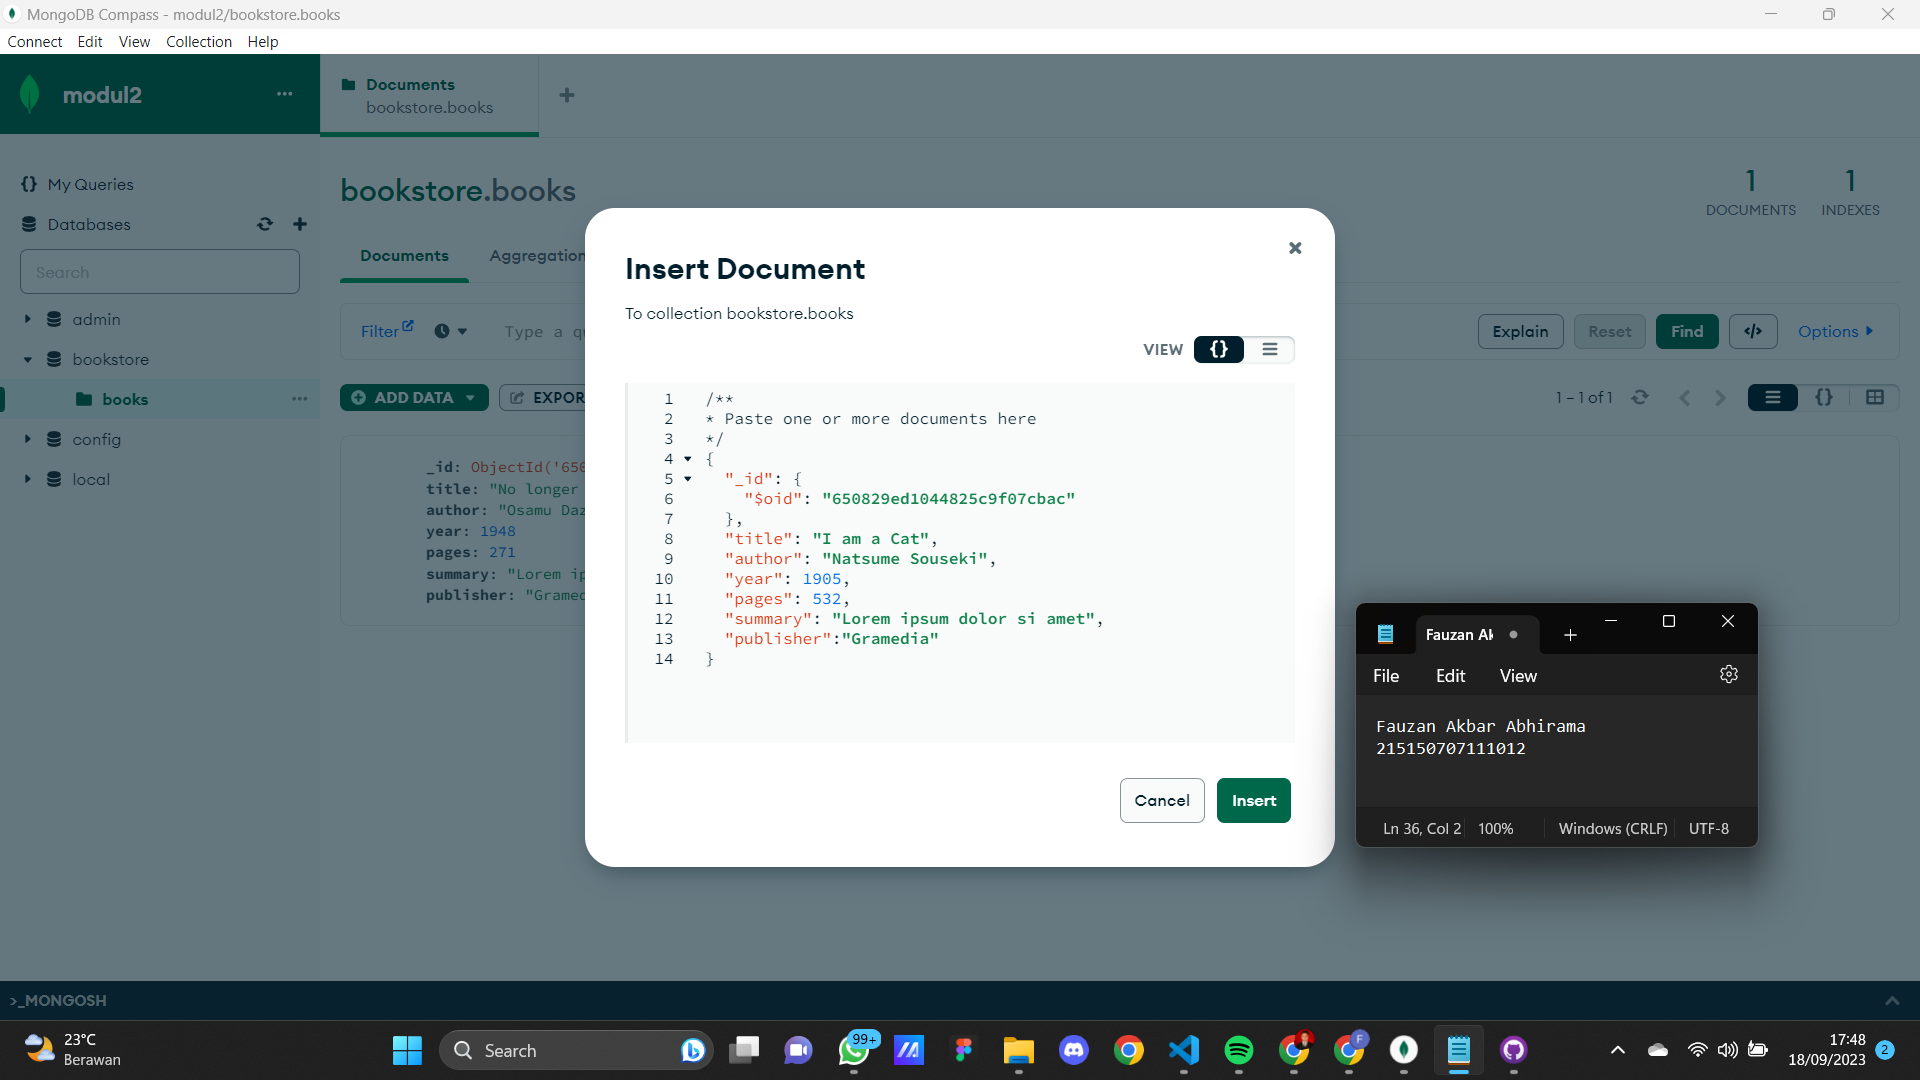 MongoDB Compass - modul2/bookstore.books
Connect Edit View Collection Help
modul2
Documents
bookstore.books
My Queries
Databases
Search
admin
bookstore
books
config
local
bookstore.books
1
DOCUMENTS
1
INDEXES
Documents
Aggregation
Filter
Type a qu
Explain
Reset
Find
</>
Options
ADD DATA
EXPOR
1 – 1 of 1
{}
_id: ObjectId('650
title: "No longer
author: "Osamu Daz
year: 1948
pages: 271
summary: "Lorem ip
publisher: "Gramed
Insert Document
To collection bookstore.books
VIEW {}
1 /**
2 * Paste one or more documents here
3 */
4 {
5 "_id": {
6 "$oid": "650829ed1044825c9f07cbac"
7 },
8 "title": "I am a Cat",
9 "author": "Natsume Souseki",
10 "year": 1905,
11 "pages": 532,
12 "summary": "Lorem ipsum dolor si amet",
13 "publisher":"Gramedia"
14 }
Cancel
Insert
Fauzan Ak
File Edit View
Fauzan Akbar Abhirama
215150707111012
Ln 36, Col 2 100% Windows (CRLF) UTF-8
>_MONGOSH
23°C
Berawan
Search
99+
F
17:48
18/09/2023
2